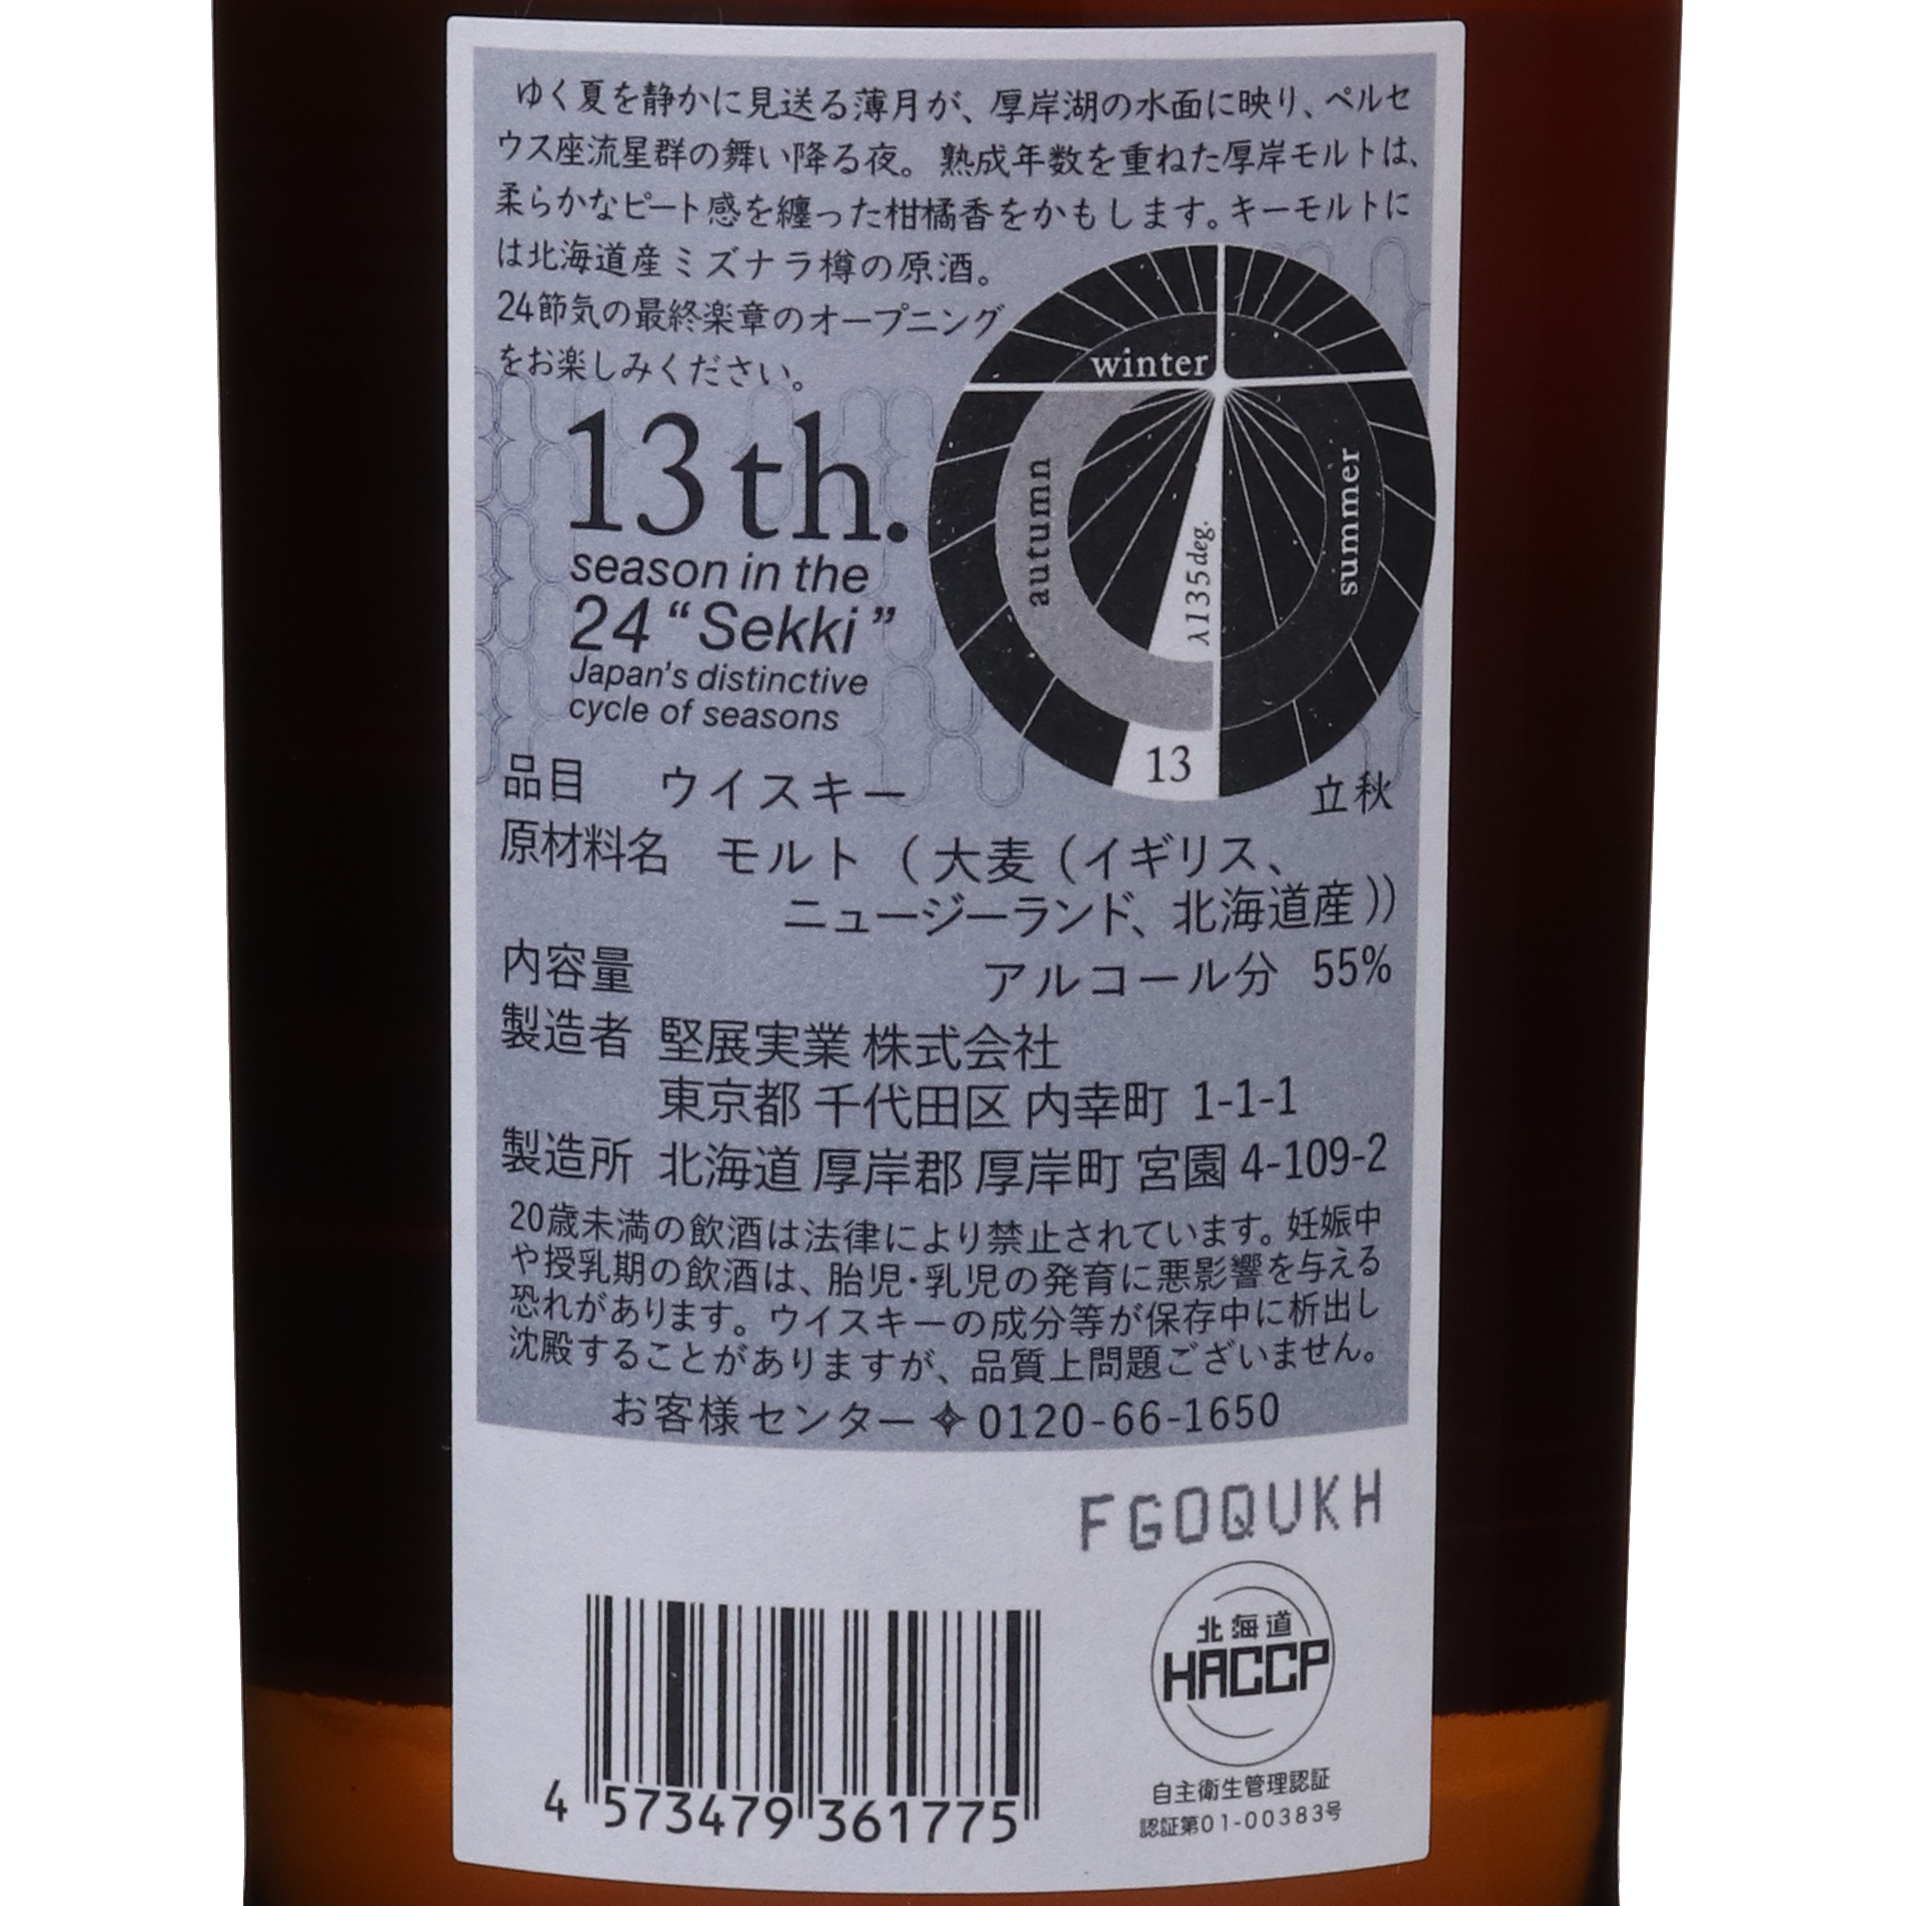 ゆく夏を静かに見送る薄月が、厚岸湖の水面に映り、ペルセ
ウス座流星群の舞い降る夜。熟成年数を重ねた厚岸モルトは、
柔らかなピート感を纏った柑橘香をかもします。キーモルトに
は北海道産ミズナラ樽の原酒。
24節気の最終楽章のオープニング
をお楽しみください。
winter
autumn
summer
λ135deg.
13
立秋
13th.
season in the
24 “Sekki”
Japan's distinctive
cycle of seasons
品目 ウイスキー
原材料名 モルト（大麦（イギリス、
ニュージーランド、北海道産））
内容量 アルコール分 55%
製造者 堅展実業 株式会社
東京都 千代田区 内幸町 1-1-1
製造所 北海道 厚岸郡 厚岸町 宮園 4-109-2
20歳未満の飲酒は法律により禁止されています。妊娠中
や授乳期の飲酒は、胎児・乳児の発育に悪影響を与える
恐れがあります。ウイスキーの成分等が保存中に析出し
沈殿することがありますが、品質上問題ございません。
お客様センター✧0120-66-1650
FGOQUKH
北海道
HACCP
自主衛生管理認証
認証第01-00383号
4 573479 361775